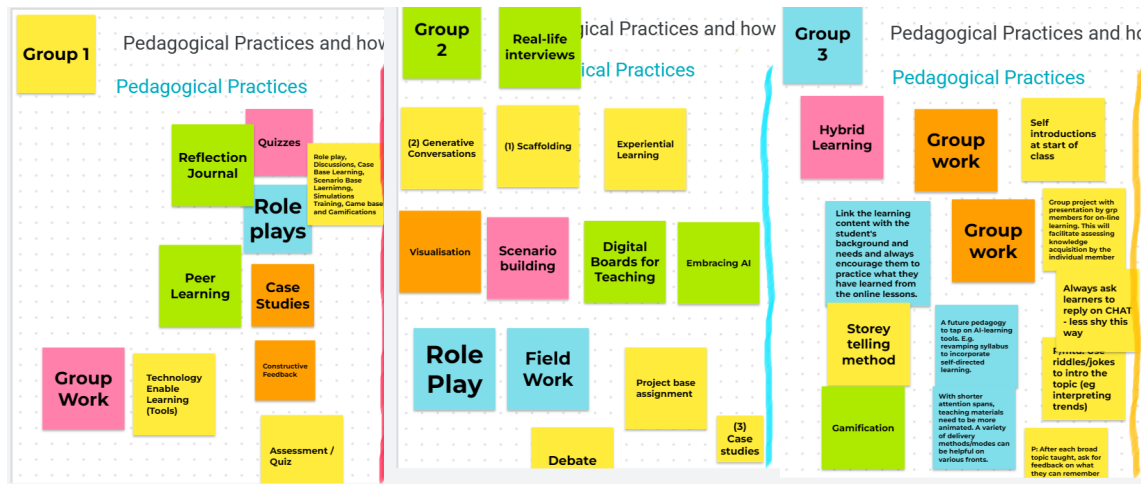 Group 1
Pedagogical Practices and how
Pedagogical Practices
Reflection
Journal
Quizzes
Role play,
Discussions, Case
Base Learning,
Scenario Base
Laernimng,
Simulations
Training, Game base
and Gamifications
Role
plays
Peer
Learning
Case
Studies
Group
Work
Technology
Enable
Learning
(Tools)
Constructive
Feedback
Assessment /
Quiz
Group
2
Real-life
interviews
gical Practices and how
ical Practices
(2) Generative
Conversations
(1) Scaffolding
Experiential
Learning
Visualisation
Scenario
building
Digital
Boards for
Teaching
Embracing AI
Role
Play
Field
Work
Project base
assignment
(3)
Case
studies
Debate
Group
3
Pedagogical Practices and ho
Pedagogical Practices
Hybrid
Learning
Group
work
Self
introductions
at start of
class
Link the learning
content with the
student's
background and
needs and always
encourage them to
practice what they
have learned from
the online lessons.
Group
work
Group project with
presentation by grp
members for on-line
learning. This will
facilitate assessing
knowledge
acquisition by the
individual member
Always ask
learners to
reply on CHAT
- less shy this
way
Storey
telling
method
A future pedagogy
to tap on AI-learning
tools. E.g.
revamping syllabus
to incorporate
self-directed
learning.
riddles/jokes
to intro the
topic (eg
interpreting
trends)
Gamification
With shorter
attention spans,
teaching materials
need to be more
animated. A variety
of delivery
methods/modes can
be helpful on
various fronts.
P: After each broad
topic taught, ask for
feedback on what
they can remember